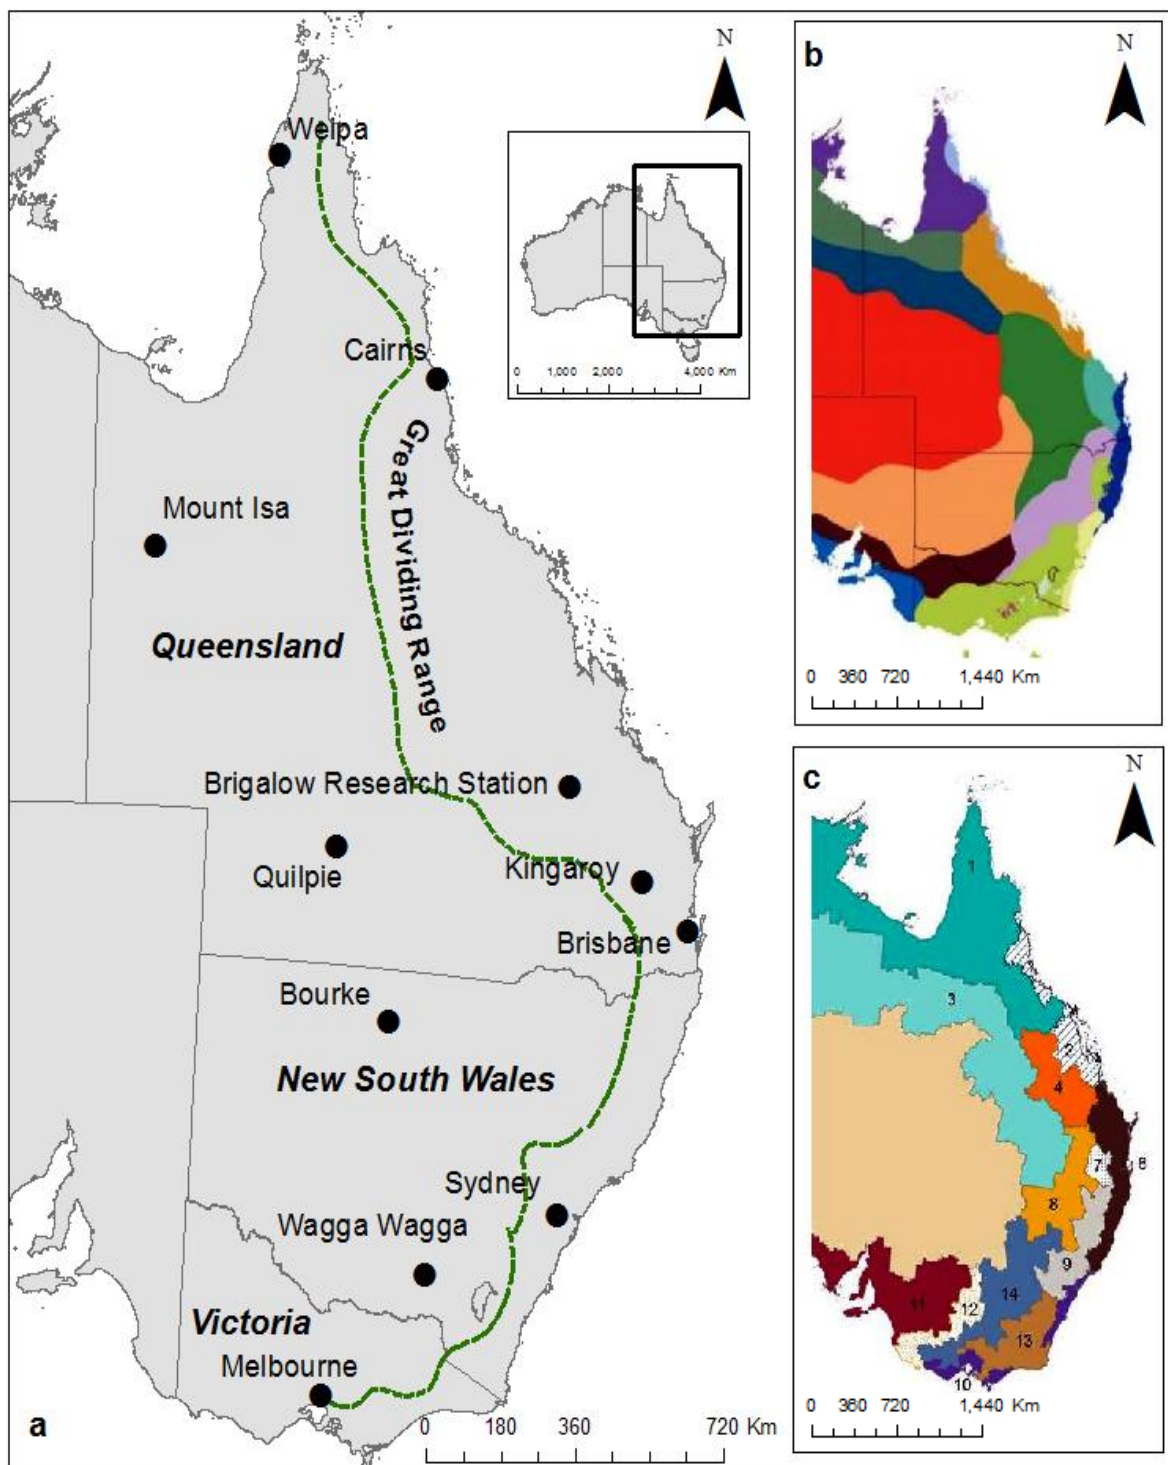 N
Weipa
0 1,000 2,000 4,000 Km
Cairns
Great Dividing Range
Mount Isa
Queensland
Brigalow Research Station
Quilpie
Kingaroy
Brisbane
Bourke
New South Wales
Sydney
Wagga Wagga
Victoria
Melbourne
a
0 180 360 720 Km
b
N
0 360 720 1,440 Km
c
N
1
3
2
4
7
8
8
9
14
11
12
13
10
0 360 720 1,440 Km